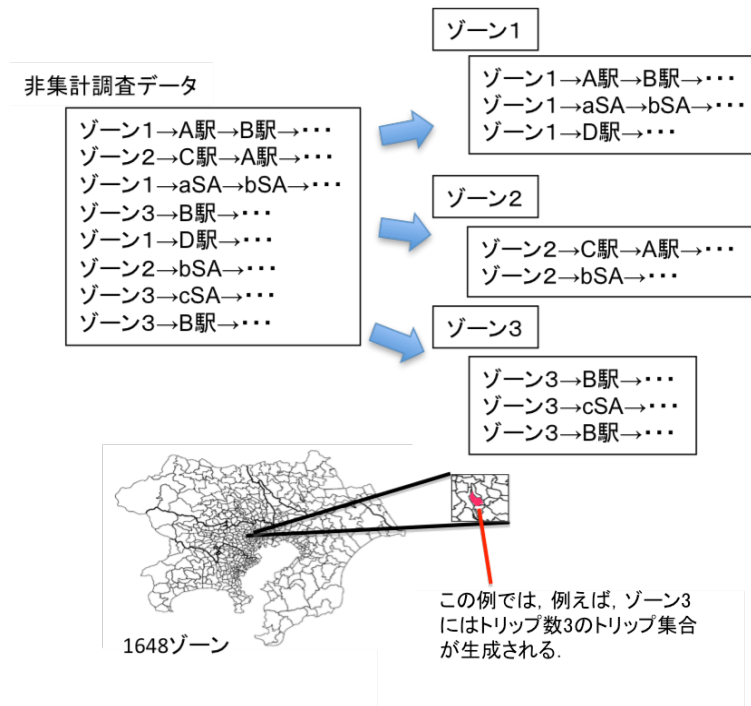 非集計調査データ
ゾーン1→A駅→B駅→・・・
ゾーン2→C駅→A駅→・・・
ゾーン1→aSA→bSA→・・・
ゾーン3→B駅→・・・
ゾーン1→D駅→・・・
ゾーン2→bSA→・・・
ゾーン3→cSA→・・・
ゾーン3→B駅→・・・
ゾーン1
ゾーン1→A駅→B駅→・・・
ゾーン1→aSA→bSA→・・・
ゾーン1→D駅→・・・
ゾーン2
ゾーン2→C駅→A駅→・・・
ゾーン2→bSA→・・・
ゾーン3
ゾーン3→B駅→・・・
ゾーン3→cSA→・・・
ゾーン3→B駅→・・・
1648ゾーン
この例では, 例えば, ゾーン3
にはトリップ数3のトリップ集合
が生成される.